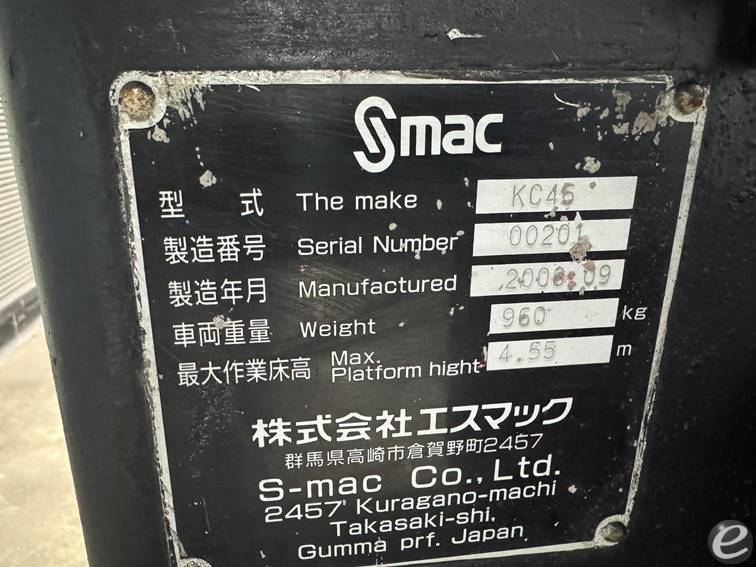 Smac
型式 The make KC45
製造番号 Serial Number 00201
製造年月 Manufactured 2006.09
車両重量 Weight 960 kg
最大作業床高 Max. Platform hight 4.55 m
株式会社エスマック
群馬県高崎市倉賀野町2457
S-mac Co., Ltd.
2457 Kuragano-machi
Takasaki-shi,
Gumma prf. Japan